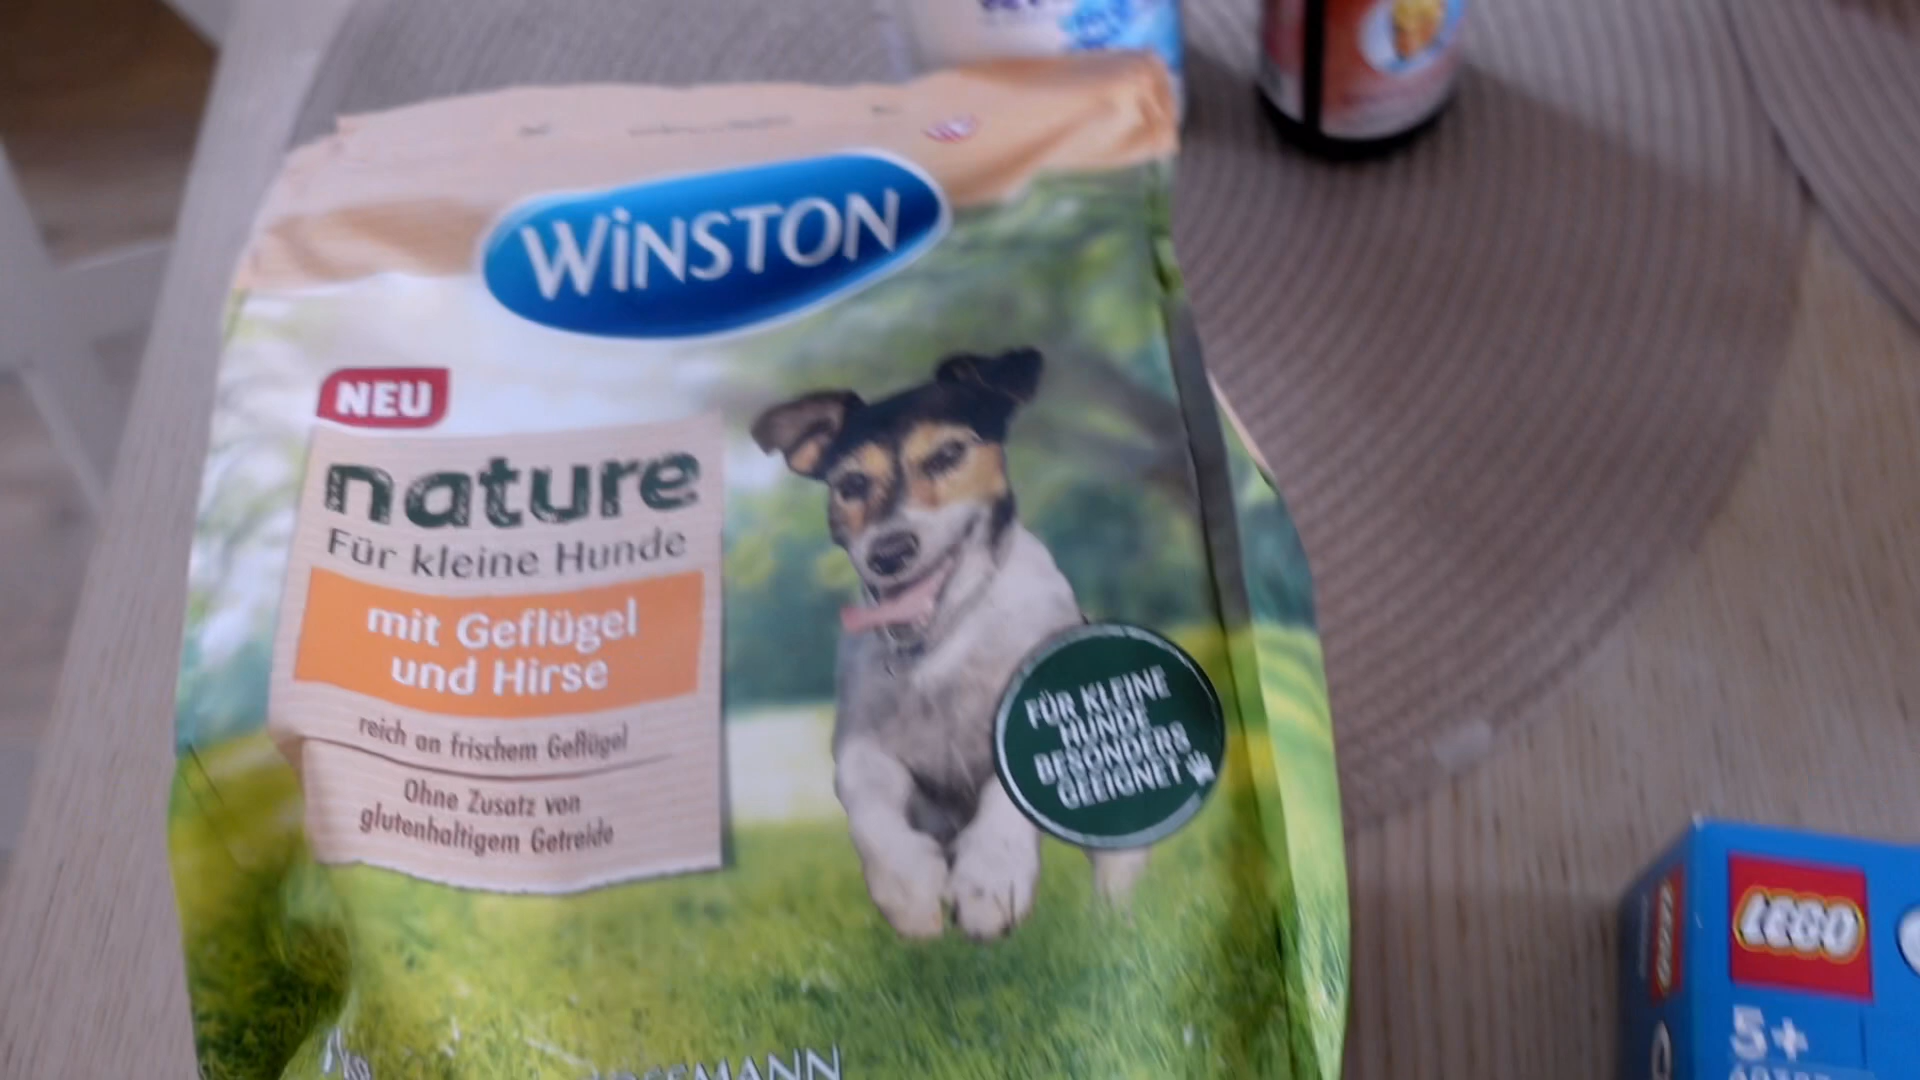 WINSTON
NEU
nature
Für kleine Hunde
mit Geflügel
und Hirse
reich an frischem Geflügel
Ohne Zusatz von
glutenhaltigem Getreide
FÜR KLEINE
HUNDE
BESONDERS
GEEIGNET
LEGO
LEGO
5+